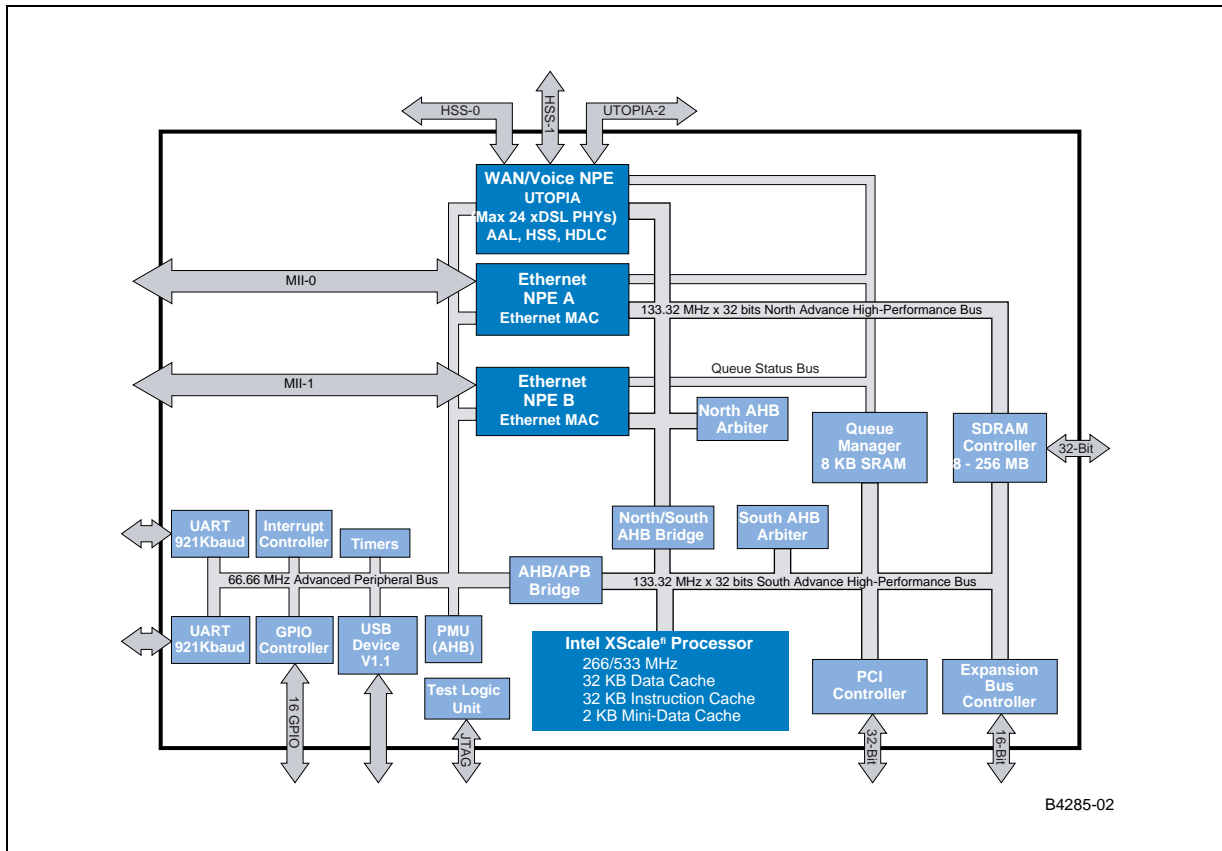 HSS-0
HSS-1
UTOPIA-2
WAN/Voice NPE
UTOPIA
(Max 24 xDSL PHYs)
AAL, HSS, HDLC
MII-0
Ethernet
NPE A
Ethernet MAC
133.32 MHz x 32 bits North Advance High-Performance Bus
MII-1
Ethernet
NPE B
Ethernet MAC
Queue Status Bus
North AHB
Arbiter
Queue
Manager
8 KB SRAM
SDRAM
Controller
8 - 256 MB
32-Bit
UART
921Kbaud
Interrupt
Controller
Timers
North/South
AHB Bridge
South AHB
Arbiter
66.66 MHz Advanced Peripheral Bus
AHB/APB
Bridge
133.32 MHz x 32 bits South Advance High-Performance Bus
UART
921Kbaud
GPIO
Controller
USB
Device
V1.1
PMU
(AHB)
Intel XScalefi Processor
266/533 MHz
32 KB Data Cache
32 KB Instruction Cache
2 KB Mini-Data Cache
PCI
Controller
Expansion
Bus
Controller
Test Logic
Unit
16 GPIO
JTAG
32-Bit
16-Bit
B4285-02